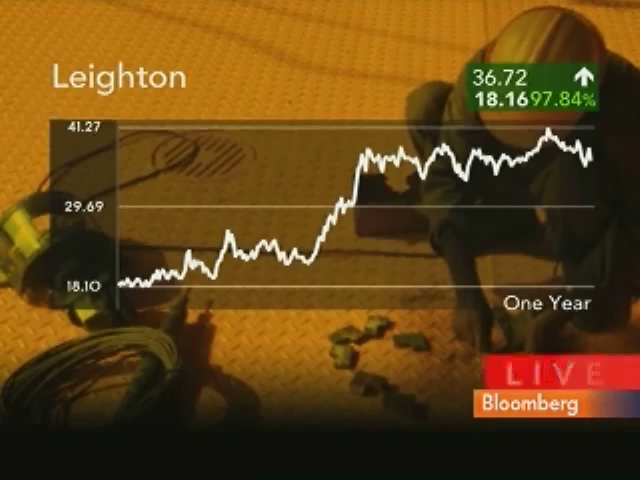 Leighton
36.72
18.16 97.84%
41.27
29.69
18.10
One Year
LIVE
Bloomberg